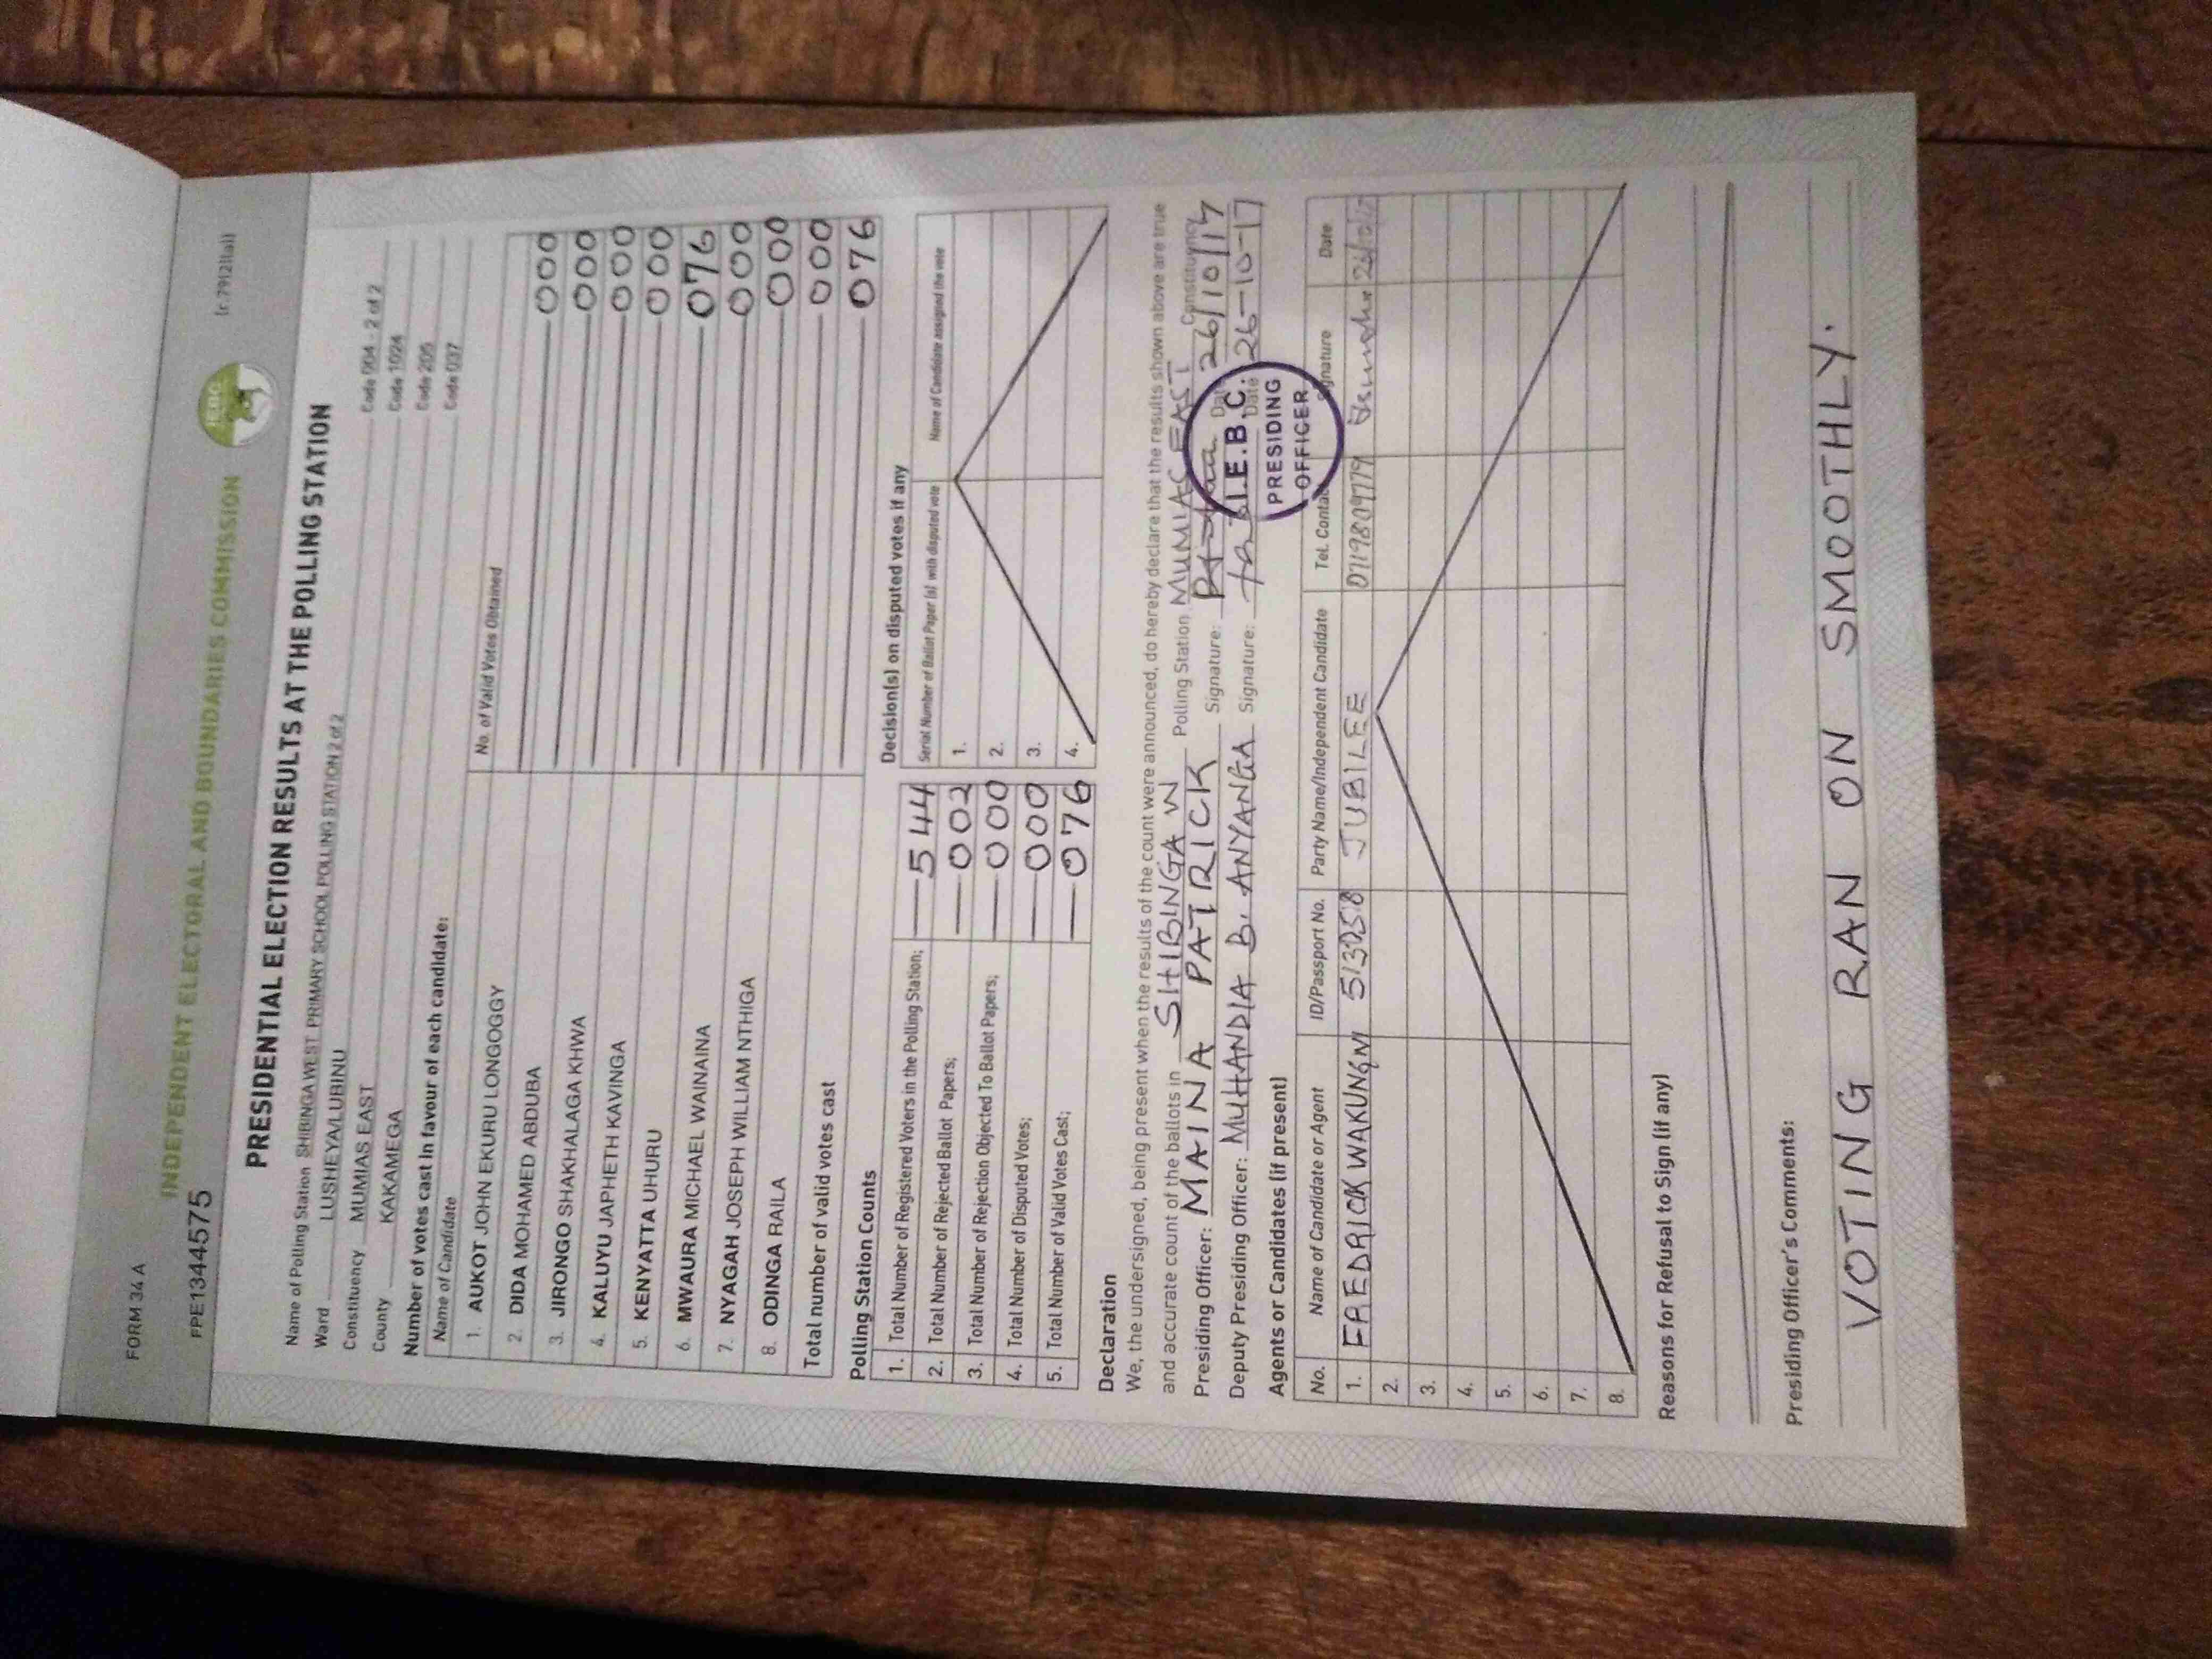 FORM 34 A (r.79(2)(a))
INDEPENDENT ELECTORAL AND BOUNDARIES COMMISSION
IEBC
FPE1344575
PRESIDENTIAL ELECTION RESULTS AT THE POLLING STATION
Name of Polling Station SHIBINGA WEST PRIMARY SCHOOL POLLING STATION 2 of 2 Code 004 - 2 of 2
Ward LUSHEYA/LUBINU Code 1024
Constituency MUMIAS EAST Code 205
County KAKAMEGA Code 037
Number of votes cast in favour of each candidate:
Name of Candidate No. of Valid Votes Obtained
1. AUKOT JOHN EKURU LONGOGGY 000
2. DIDA MOHAMED ABDUBA 000
3. JIRONGO SHAKHALAGA KHWA 000
4. KALUYU JAPHETH KAVINGA 000
5. KENYATTA UHURU 076
6. MWAURA MICHAEL WAINAINA 000
7. NYAGAH JOSEPH WILLIAM NTHIGA 000
8. ODINGA RAILA 000
Total number of valid votes cast 076
Polling Station Counts
1. Total Number of Registered Voters in the Polling Station; 544
2. Total Number of Rejected Ballot Papers; 002
3. Total Number of Rejection Objected To Ballot Papers; 000
4. Total Number of Disputed Votes; 000
5. Total Number of Valid Votes Cast; 076
Decision(s) on disputed votes if any
Serial Number of Ballot Paper (s) with disputed vote Name of Candidate assigned the vote
1.
2.
3.
4.
Declaration
We, the undersigned, being present when the results of the count were announced, do hereby declare that the results shown above are true
and accurate count of the ballots in SHIBINGA W Polling Station MUMIAS EAST Constituency
Presiding Officer: MAINA PATRICK Signature: Date 26/10/17
Deputy Presiding Officer: MUHANDIA B. ANYANGA Signature: Date 26-10-17
I.E.B.C.
PRESIDING
OFFICER
Agents or Candidates (if present)
No. Name of Candidate or Agent ID/Passport No. Party Name/Independent Candidate Tel. Contact Signature Date
1. FREDRICK WAKUNGN 5132518 JUBILEE 0719809779
2.
3.
4.
5.
6.
7.
8.
Reasons for Refusal to Sign (if any)
Presiding Officer's Comments:
VOTING RAN ON SMOOTHLY.